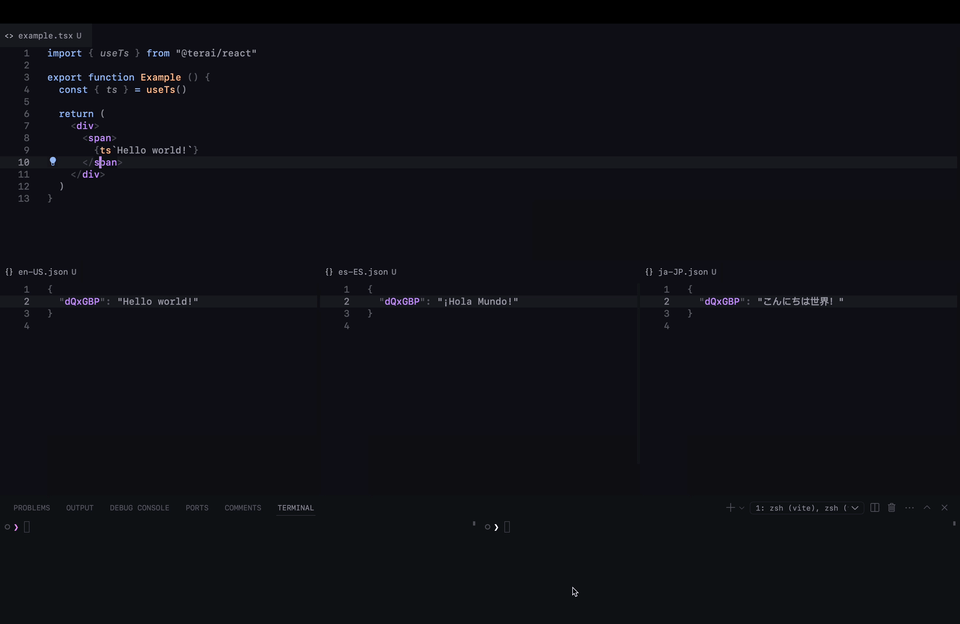 <> example.tsx U
1 import { useTs } from "@terai/react"
2
3 export function Example () {
4   const { ts } = useTs()
5
6   return (
7     <div>
8       <span>
9         {ts`Hello world!`}
10       </span>
11     </div>
12   )
13 }
{} en-US.json U
1 {
2   "dQxGBP": "Hello world!"
3 }
4
{} es-ES.json U
1 {
2   "dQxGBP": "¡Hola Mundo!"
3 }
4
{} ja-JP.json U
1 {
2   "dQxGBP": "こんにちは世界！"
3 }
4
PROBLEMS OUTPUT DEBUG CONSOLE PORTS COMMENTS TERMINAL
1: zsh (vite), zsh (